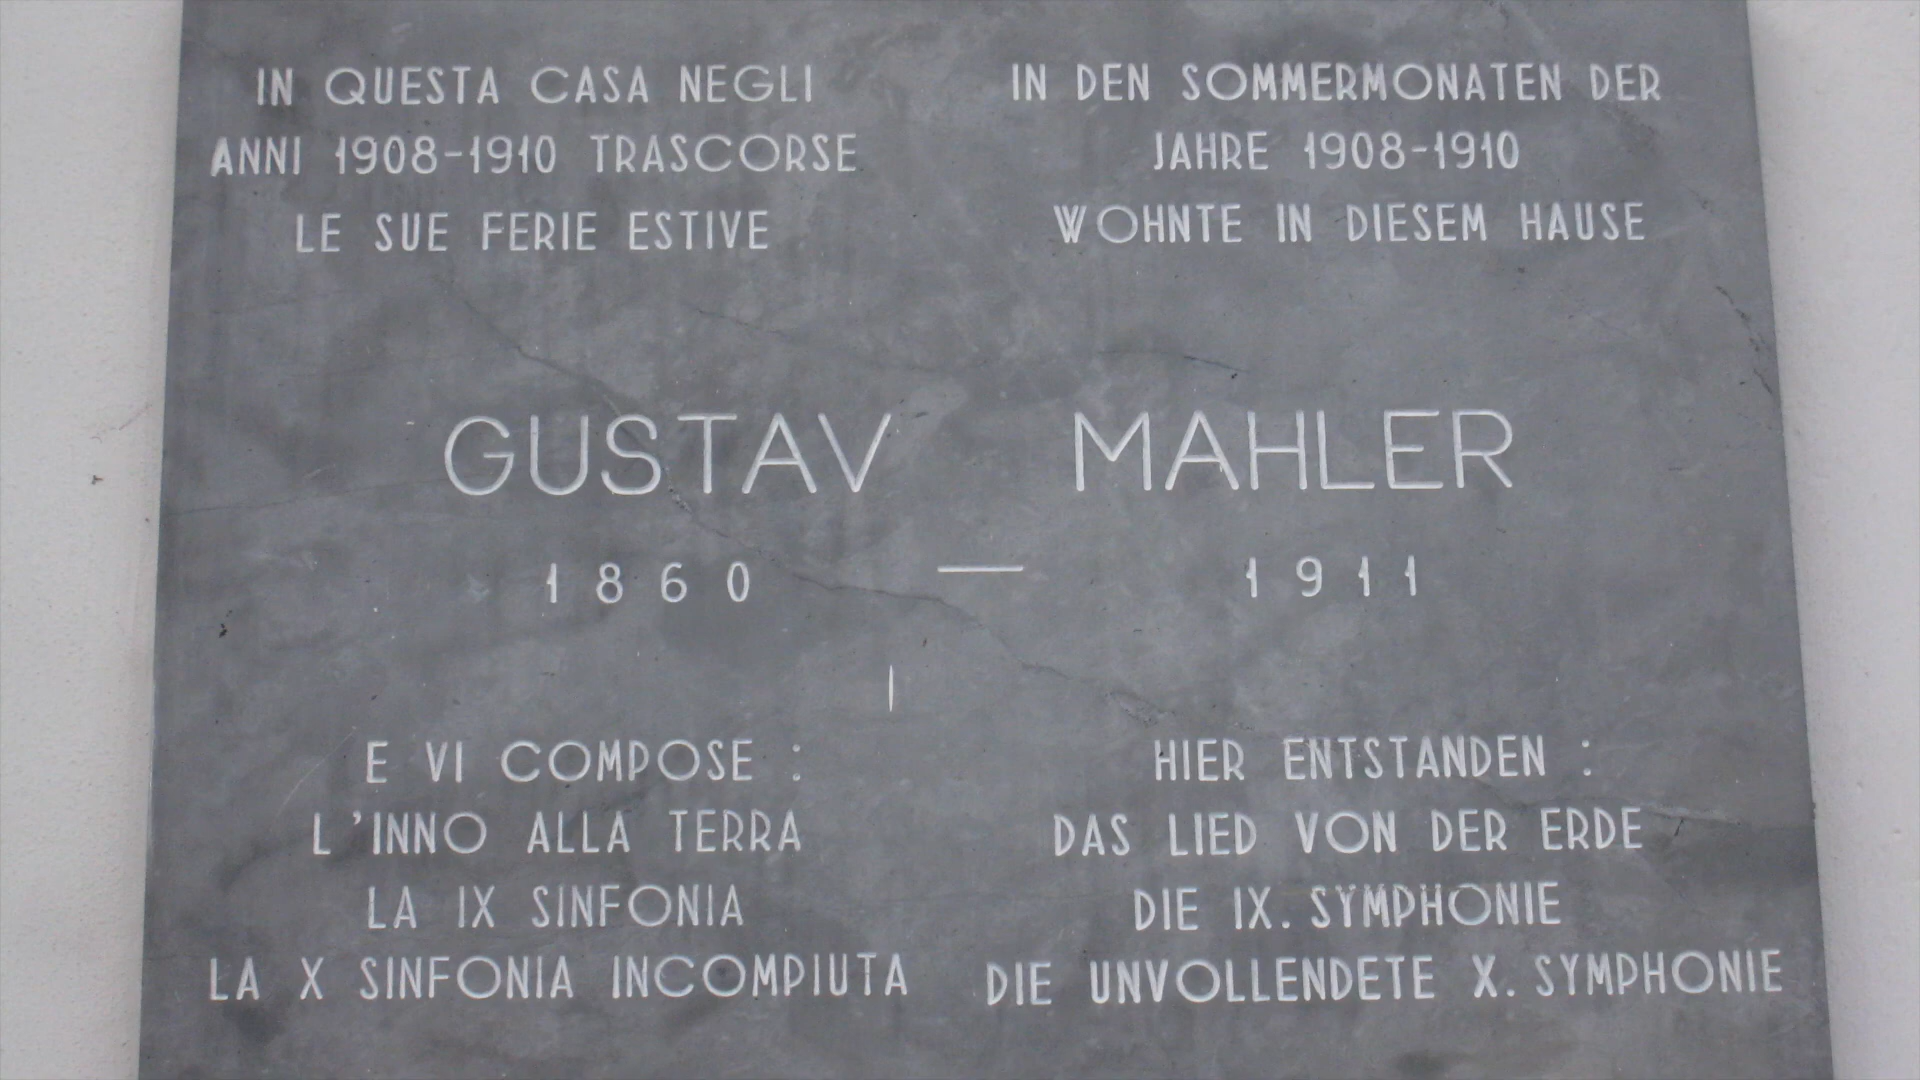 IN QUESTA CASA NEGLI
ANNI 1908-1910 TRASCORSE
LE SUE FERIE ESTIVE
IN DEN SOMMERMONATEN DER
JAHRE 1908-1910
WOHNTE IN DIESEM HAUSE
GUSTAV MAHLER
1860 — 1911
E VI COMPOSE :
L'INNO ALLA TERRA
LA IX SINFONIA
LA X SINFONIA INCOMPIUTA
HIER ENTSTANDEN :
DAS LIED VON DER ERDE
DIE IX. SYMPHONIE
DIE UNVOLLENDETE X. SYMPHONIE